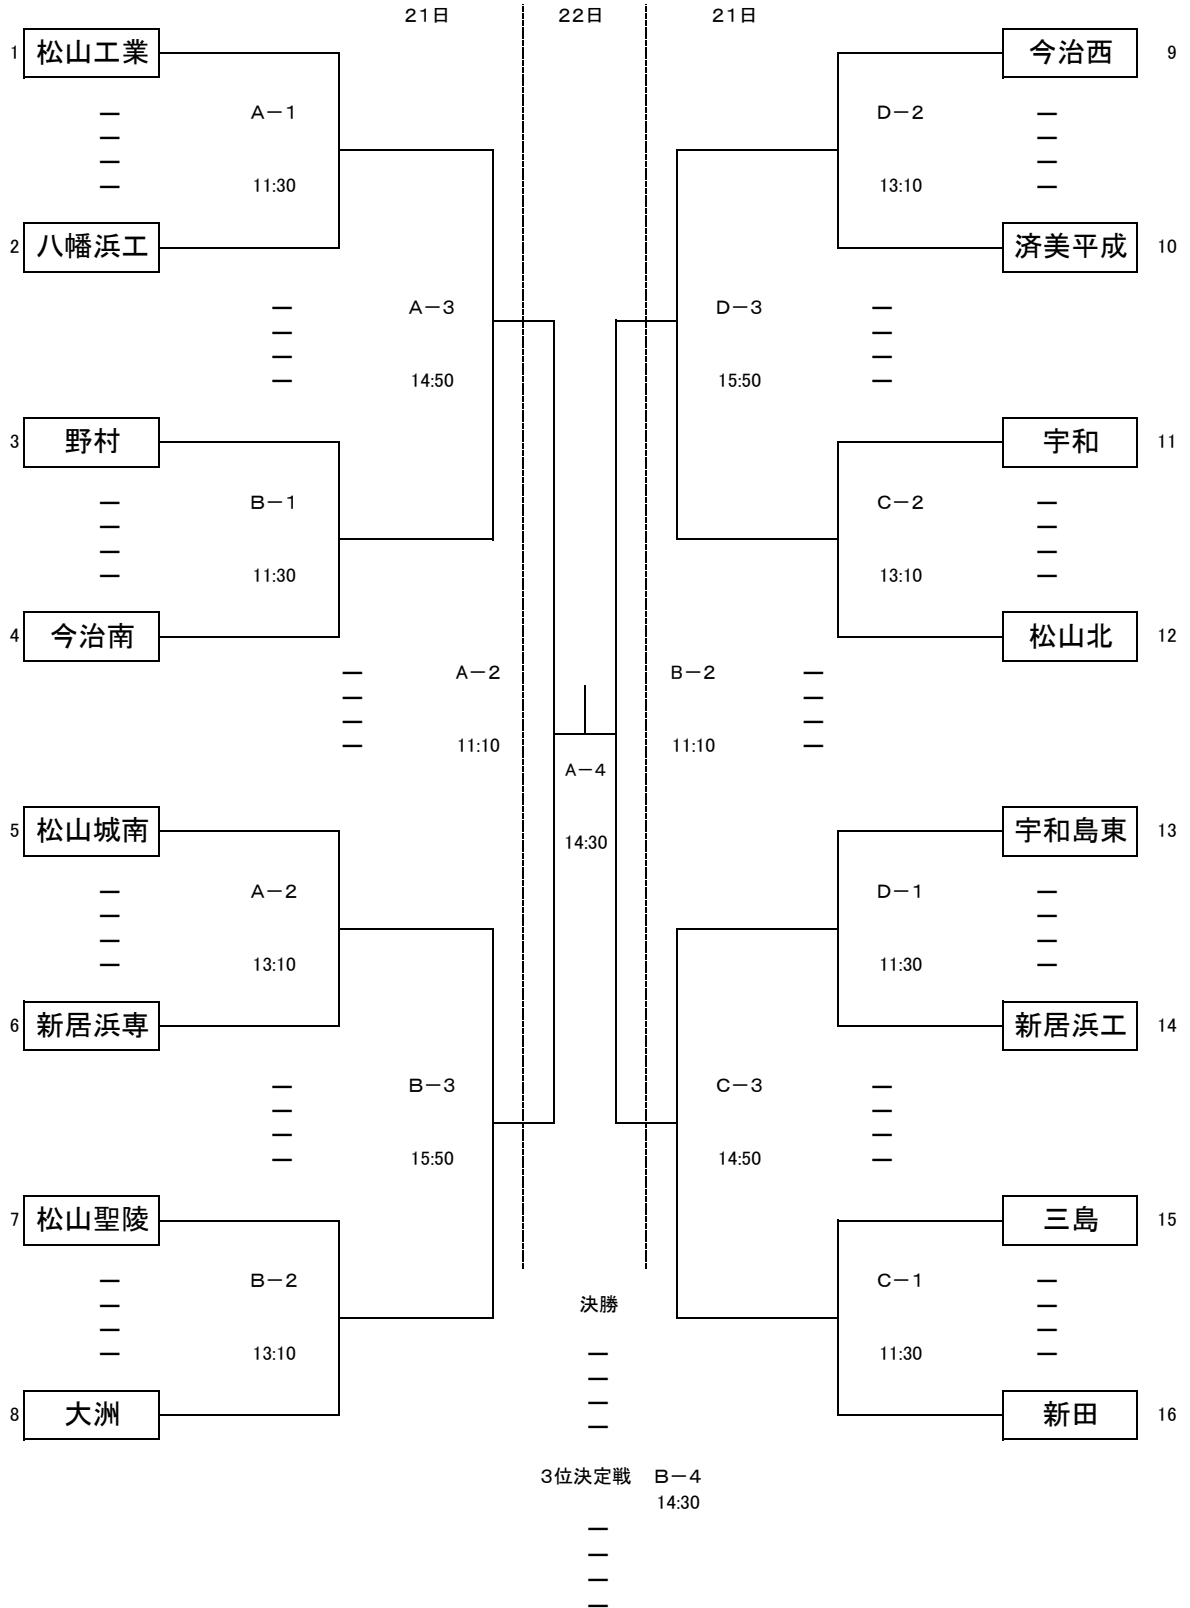 21日 22日 21日
1 松山工業 今治西 9
A－1 D－2
11:30 13:10
2 八幡浜工 済美平成 10
A－3 D－3
14:50 15:50
3 野村 宇和 11
B－1 C－2
11:30 13:10
4 今治南 松山北 12
A－2 B－2
11:10 11:10
A－4
5 松山城南 宇和島東 13
14:30
A－2 D－1
13:10 11:30
6 新居浜専 新居浜工 14
B－3 C－3
15:50 14:50
7 松山聖陵 三島 15
B－2 C－1
決勝
13:10 11:30
8 大洲 新田 16
3位決定戦 B－4
14:30